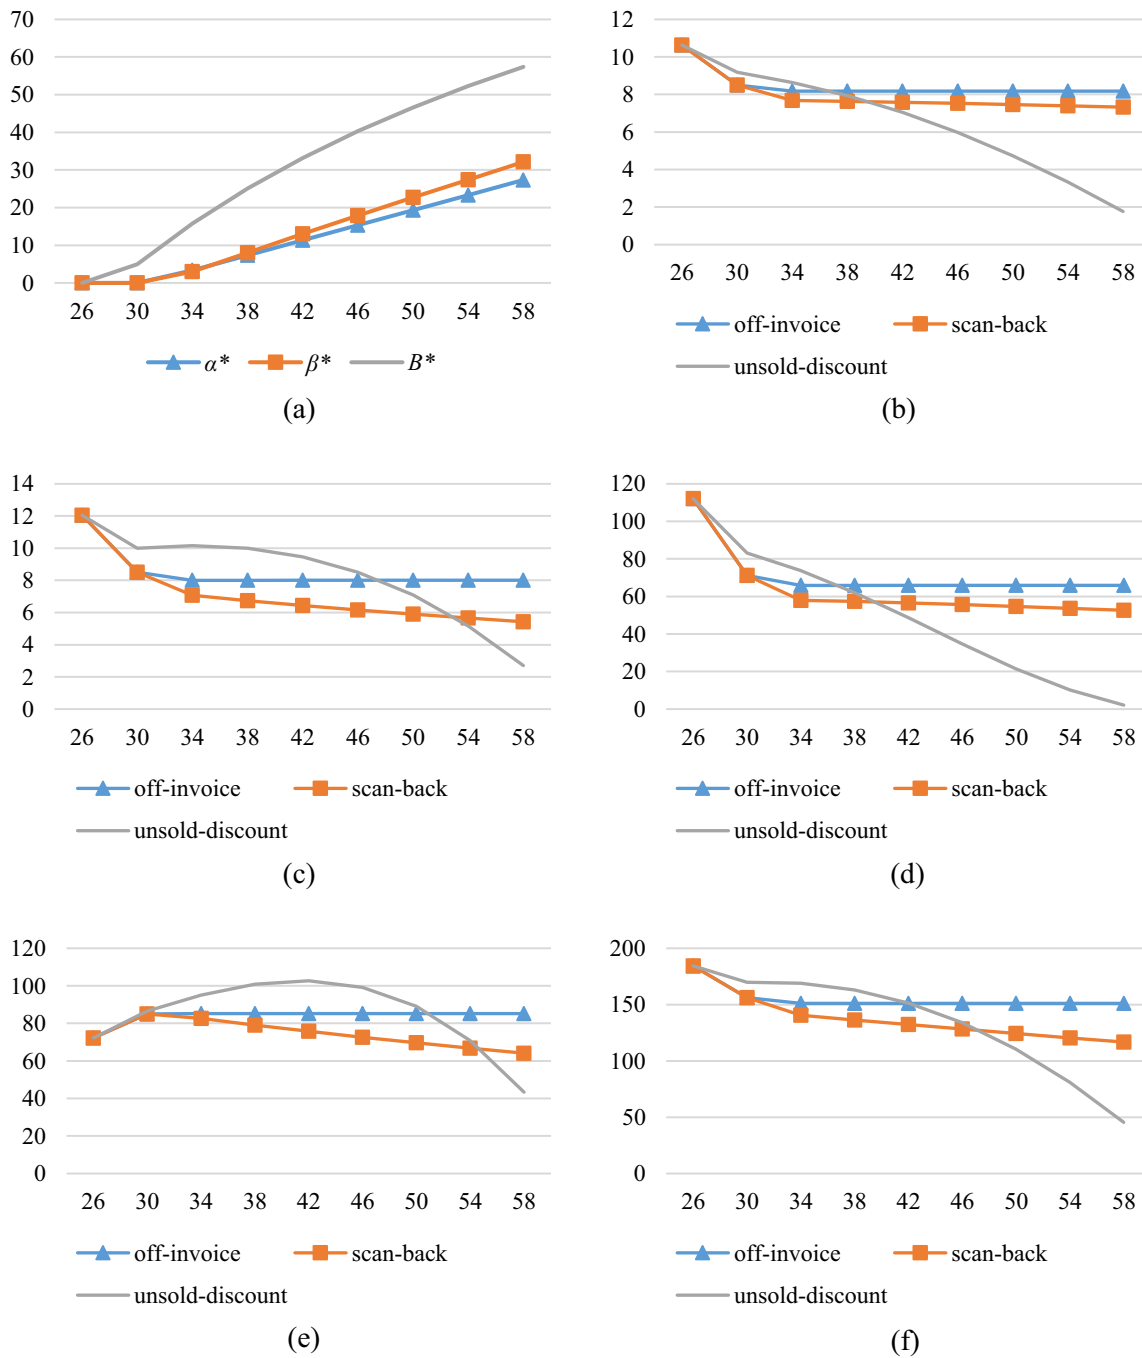 70
60
50
40
30
20
10
0
26 30 34 38 42 46 50 54 58
α* β* B*
(a)
12
10
8
6
4
2
0
26 30 34 38 42 46 50 54 58
off-invoice scan-back
unsold-discount
(b)
14
12
10
8
6
4
2
0
26 30 34 38 42 46 50 54 58
off-invoice scan-back
unsold-discount
(c)
120
100
80
60
40
20
0
26 30 34 38 42 46 50 54 58
off-invoice scan-back
unsold-discount
(d)
120
100
80
60
40
20
0
26 30 34 38 42 46 50 54 58
off-invoice scan-back
unsold-discount
(e)
200
150
100
50
0
26 30 34 38 42 46 50 54 58
off-invoice scan-back
unsold-discount
(f)